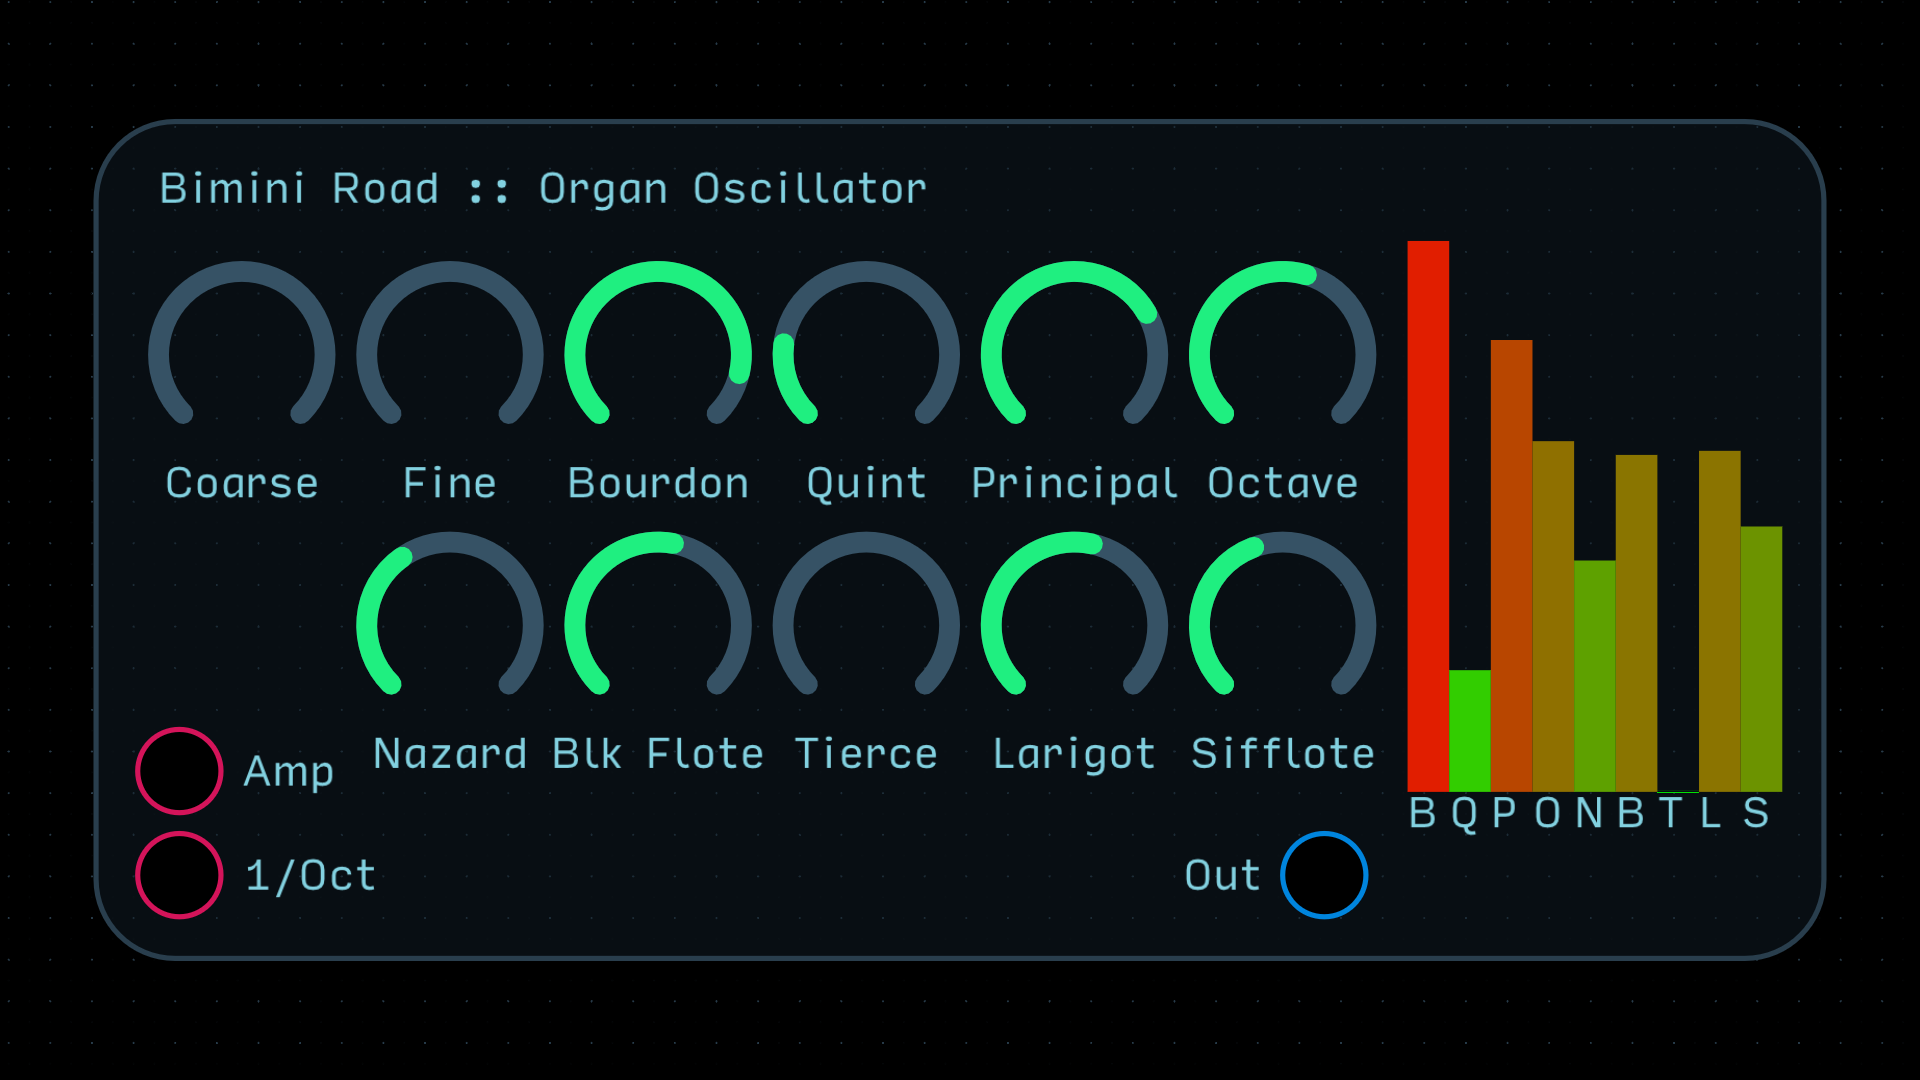 Bimini Road :: Organ Oscillator
Coarse Fine Bourdon Quint Principal Octave
Nazard Blk Flote Tierce Larigot Sifflote
Amp
B Q P O N B T L S
1/Oct Out